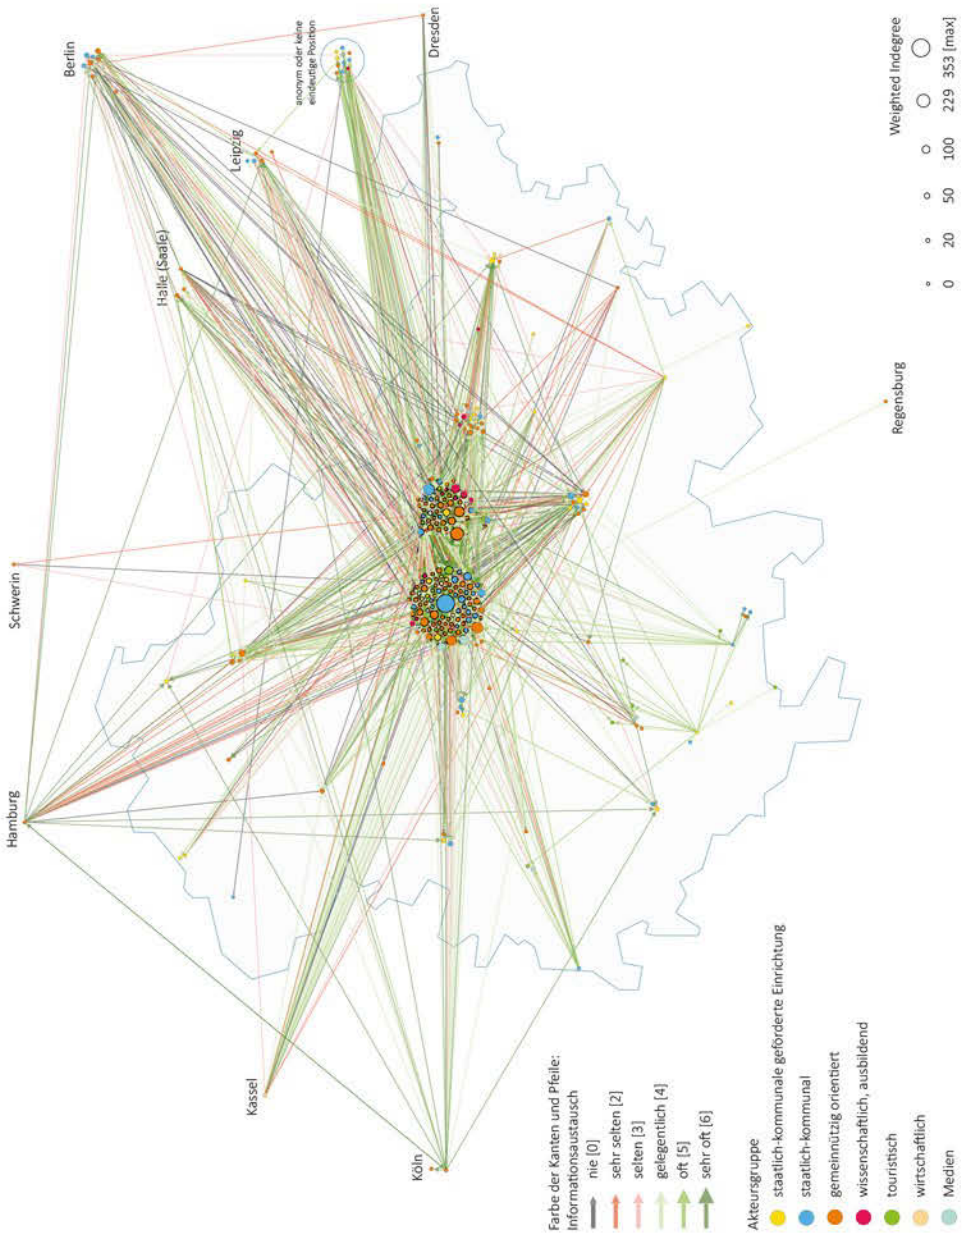 Berlin
Dresden
anonym oder keine
eindeutige Position
Leipzig
Halle (Saale)
Schwerin
Hamburg
Kassel
Köln
Regensburg
Weighted Indegree
0
20
50
100
229
353 [max]
Farbe der Kanten und Pfeile:
Informationsaustausch
nie [0]
sehr selten [2]
selten [3]
gelegentlich [4]
oft [5]
sehr oft [6]
Akteursgruppe
staatlich-kommunale geförderte Einrichtung
staatlich-kommunal
gemeinnützig orientiert
wissenschaftlich, ausbildend
touristisch
wirtschaftlich
Medien